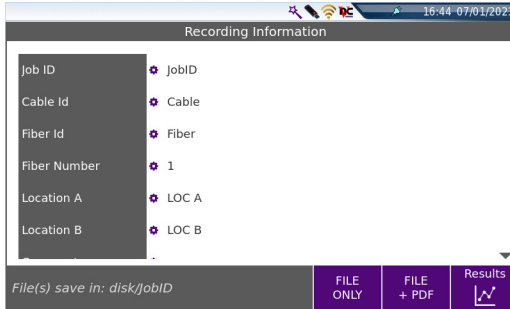 16:44 07/01/202
Recording Information
Job ID JobID
Cable Id Cable
Fiber Id Fiber
Fiber Number 1
Location A LOC A
Location B LOC B
File(s) save in: disk/JobID
FILE ONLY
FILE + PDF
Results